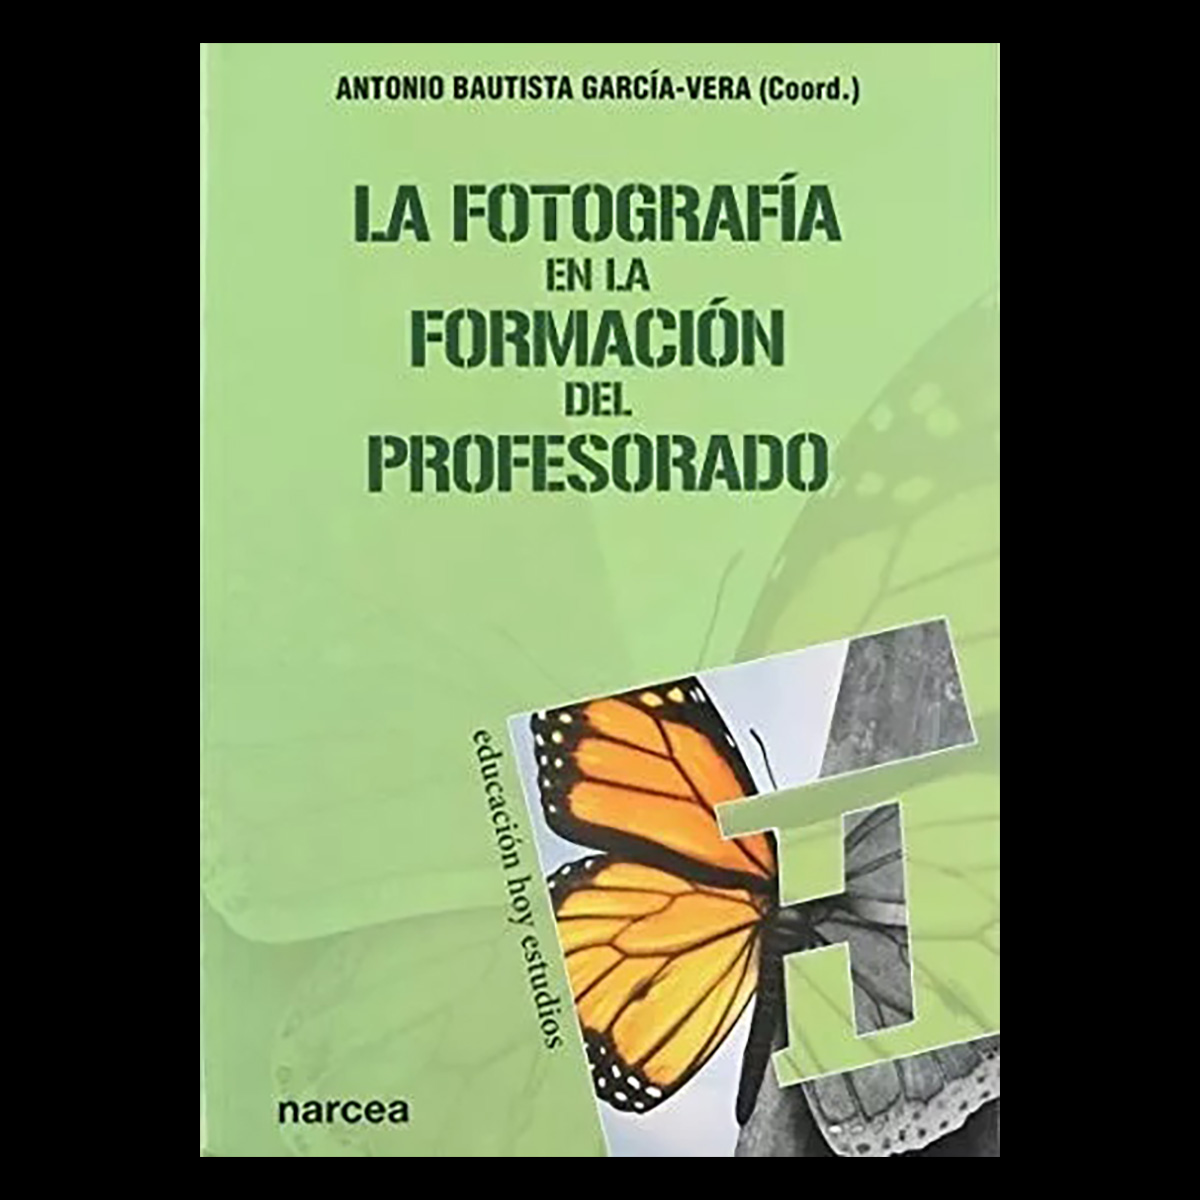 ANTONIO BAUTISTA GARCÍA-VERA (Coord.)
LA FOTOGRAFÍA
EN LA
FORMACIÓN
DEL
PROFESORADO
educación hoy estudios
narcea